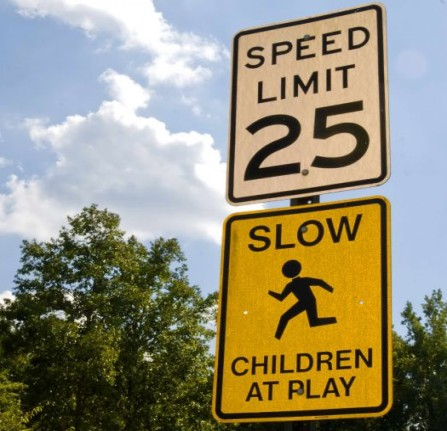 SPEED
LIMIT
25
SLOW
CHILDREN
AT PLAY